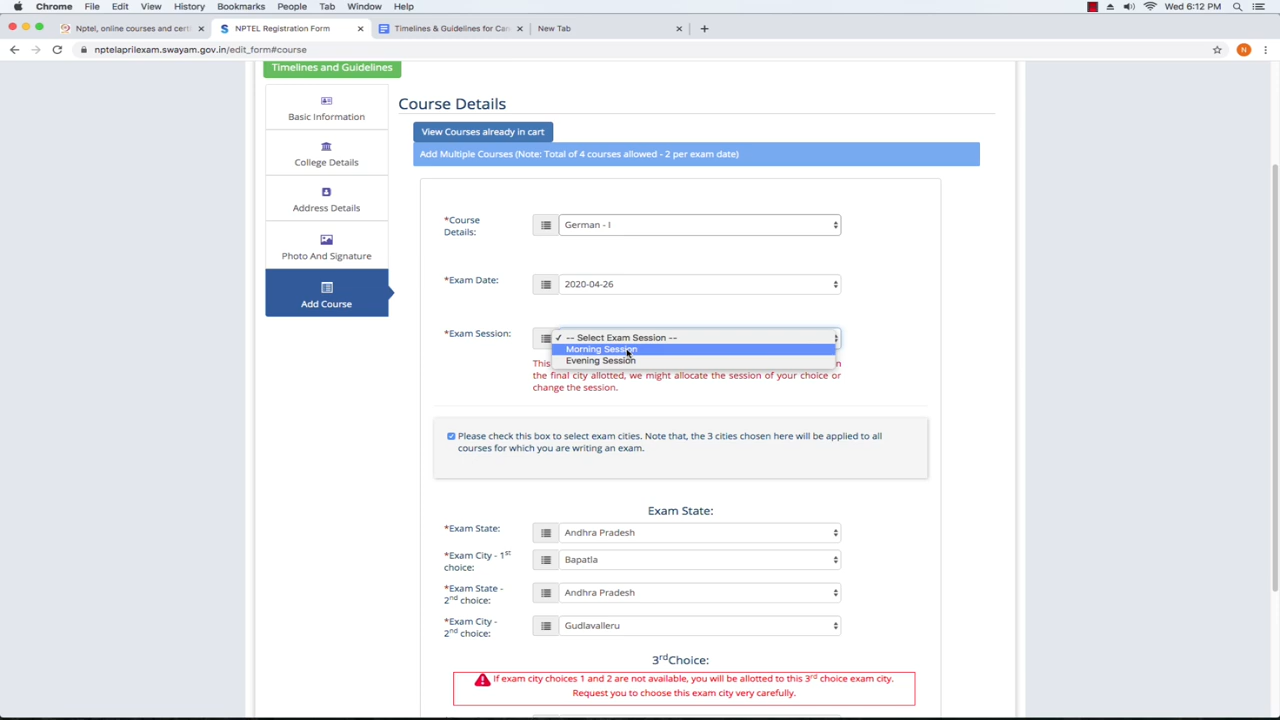 Chrome File Edit View History Bookmarks People Tab Window Help Wed 6:12 PM
Nptel, online courses and certi
NPTEL Registration Form
Timelines & Guidelines for Can
New Tab
nptelaprilexam.swayam.gov.in/edit_form#course
N
Timelines and Guidelines
Basic Information
College Details
Address Details
Photo And Signature
Add Course
Course Details
View Courses already in cart
Add Multiple Courses (Note: Total of 4 courses allowed - 2 per exam date)
*Course Details:
German - I
*Exam Date:
2020-04-26
*Exam Session:
✓ -- Select Exam Session --
Morning Session
Evening Session
This
the final city allotted, we might allocate the session of your choice or
change the session.
Please check this box to select exam cities. Note that, the 3 cities chosen here will be applied to all
courses for which you are writing an exam.
Exam State:
*Exam State:
Andhra Pradesh
*Exam City - 1st choice:
Bapatla
*Exam State - 2nd choice:
Andhra Pradesh
*Exam City - 2nd choice:
Gudlavalleru
3rdChoice:
If exam city choices 1 and 2 are not available, you will be allotted to this 3rd choice exam city.
Request you to choose this exam city very carefully.